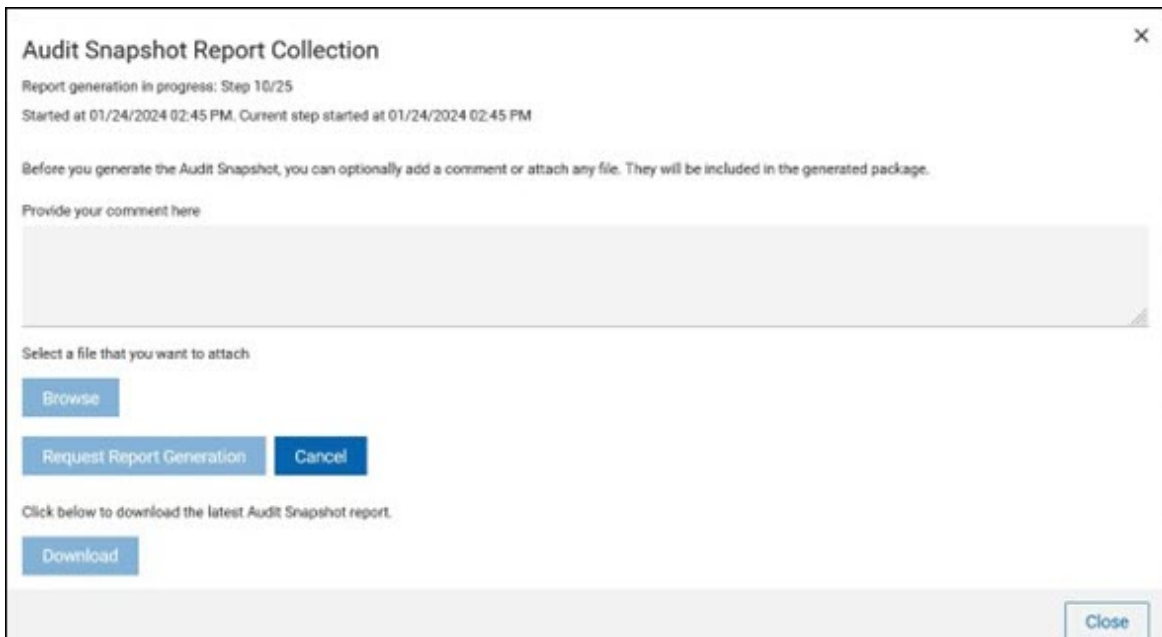 Audit Snapshot Report Collection
Report generation in progress: Step 10/25
Started at 01/24/2024 02:45 PM. Current step started at 01/24/2024 02:45 PM
Before you generate the Audit Snapshot, you can optionally add a comment or attach any file. They will be included in the generated package.
Provide your comment here
Select a file that you want to attach
Browse
Request Report Generation Cancel
Click below to download the latest Audit Snapshot report.
Download
Close